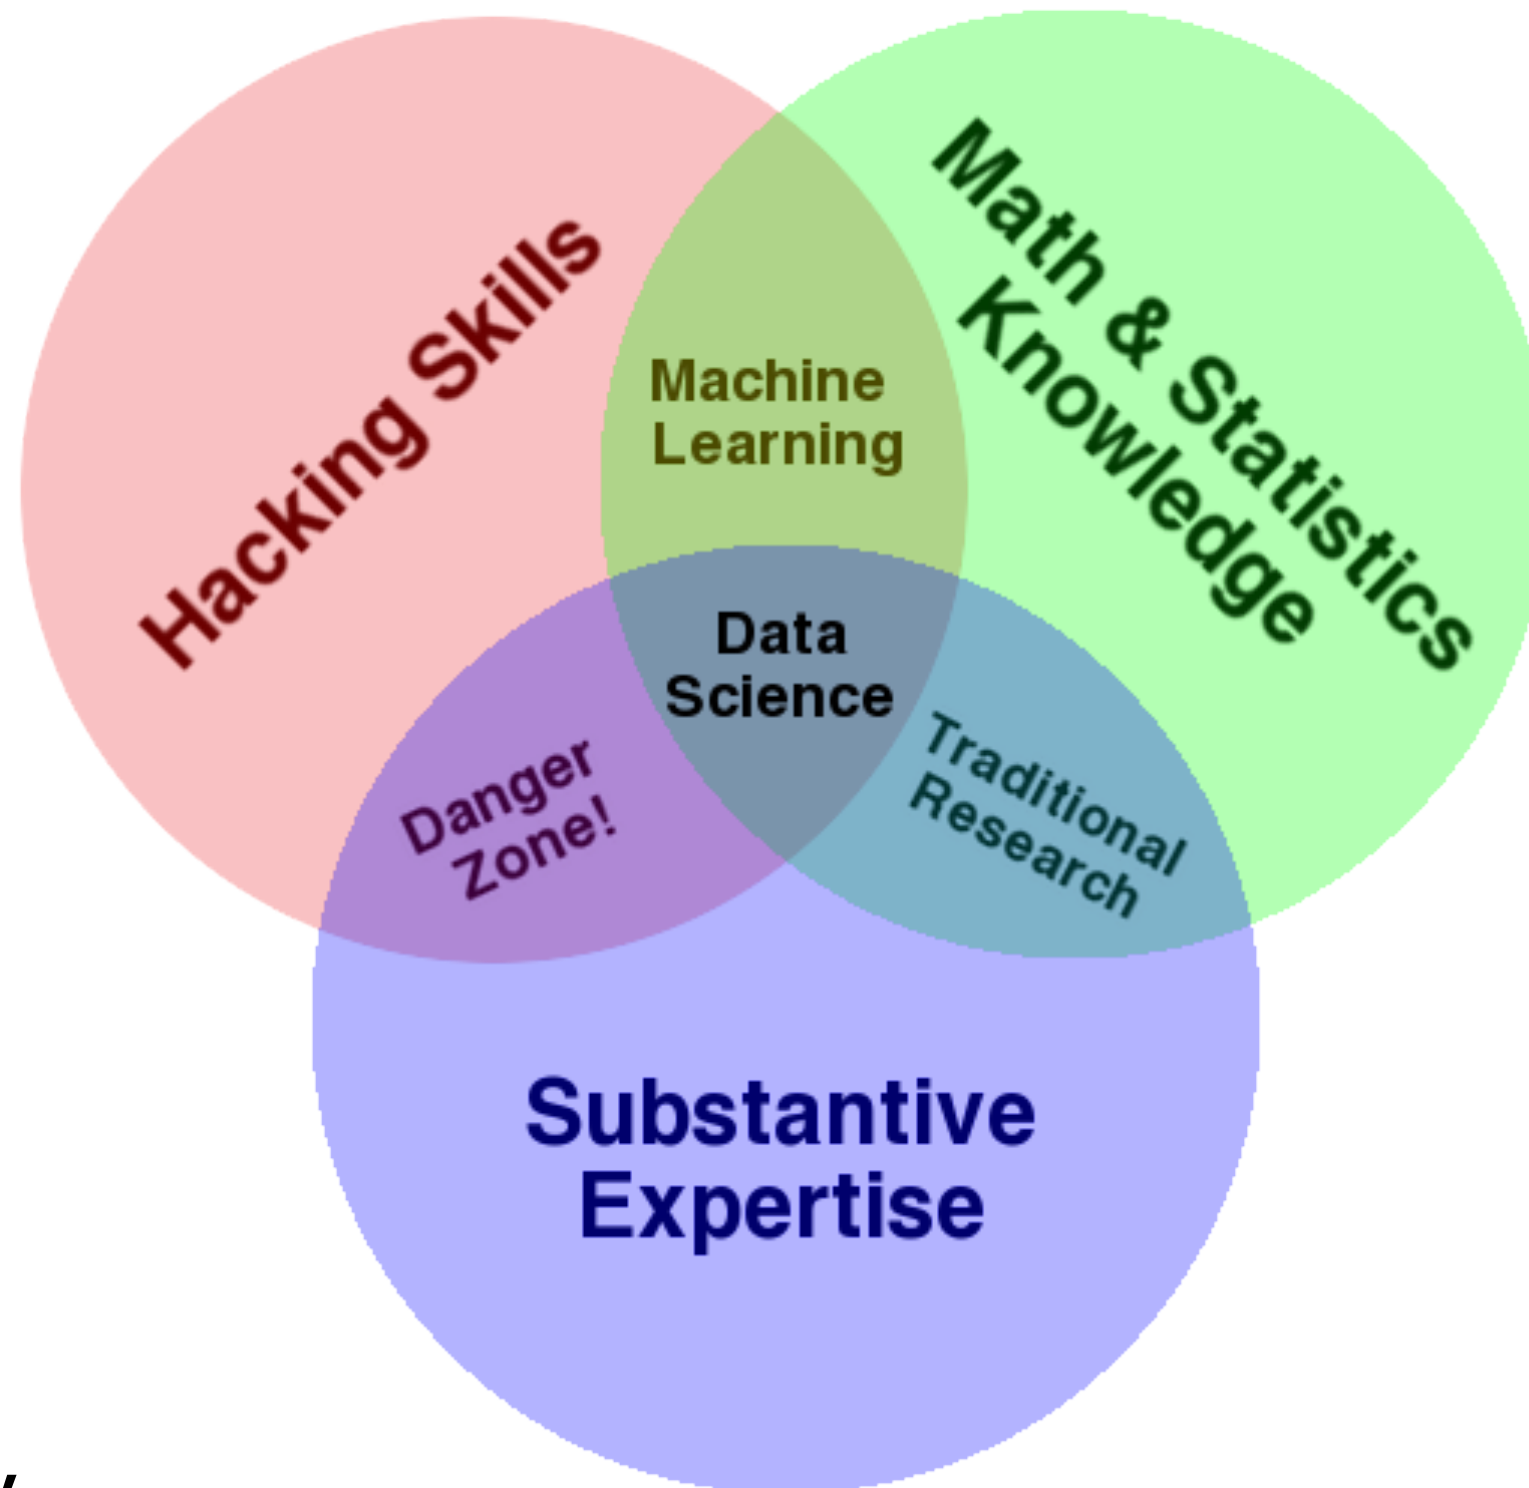 Hacking Skills
Math & Statistics
Knowledge
Machine
Learning
Data
Science
Danger
Zone!
Traditional
Research
Substantive
Expertise